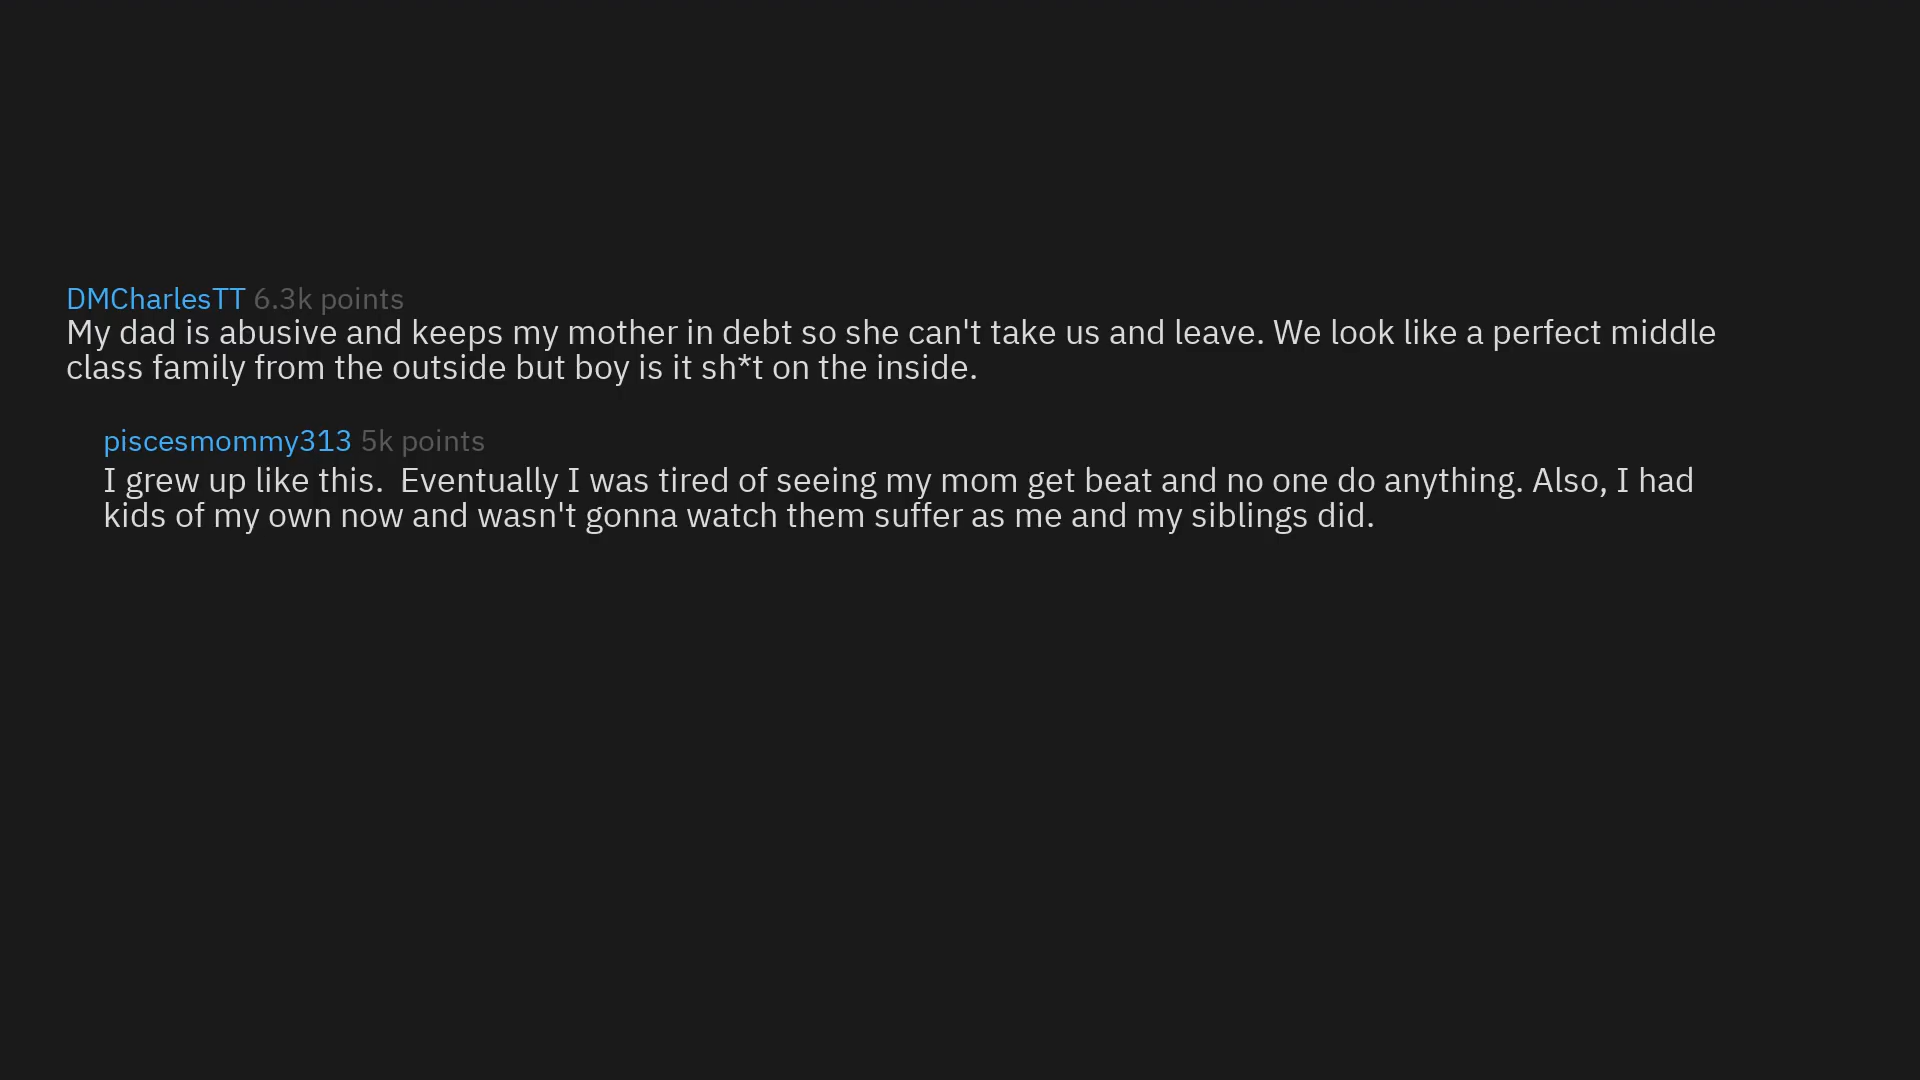 DMCharlesTT 6.3k points
My dad is abusive and keeps my mother in debt so she can't take us and leave. We look like a perfect middle
class family from the outside but boy is it sh*t on the inside.
piscesmommy313 5k points
I grew up like this.  Eventually I was tired of seeing my mom get beat and no one do anything. Also, I had
kids of my own now and wasn't gonna watch them suffer as me and my siblings did.